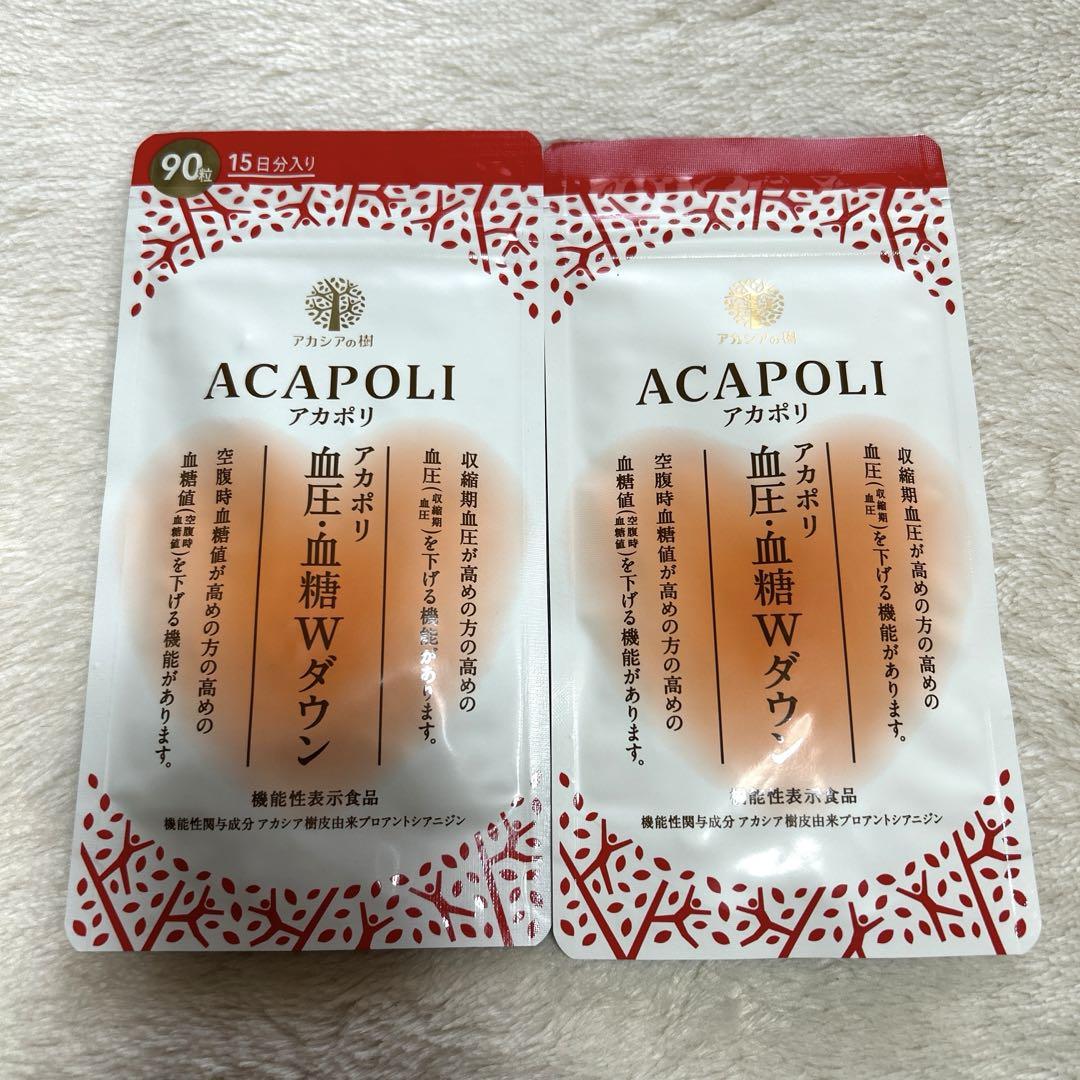 90粒
15日分入り
アカシアの樹
ACAPOLI
アカポリ
収縮期血圧が高めの方の高めの
血圧(収縮期血圧)を下げる機能があります。
アカポリ
血圧・血糖Wダウン
空腹時血糖値が高めの方の高めの
血糖値(空腹時血糖値)を下げる機能があります。
機能性表示食品
機能性関与成分 アカシア樹皮由来プロアントシアニジン
アカシアの樹
ACAPOLI
アカポリ
収縮期血圧が高めの方の高めの
血圧(収縮期血圧)を下げる機能があります。
アカポリ
血圧・血糖Wダウン
空腹時血糖値が高めの方の高めの
血糖値(空腹時血糖値)を下げる機能があります。
機能性表示食品
機能性関与成分 アカシア樹皮由来プロアントシアニジン